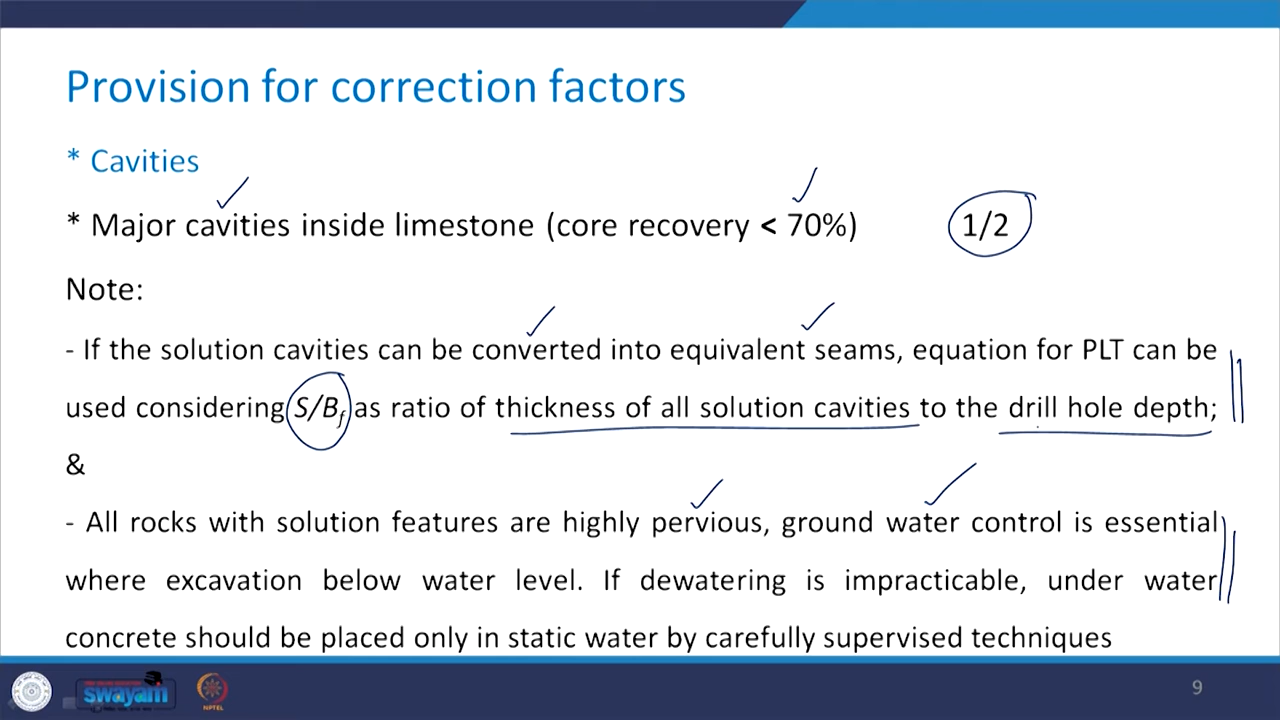 Provision for correction factors
* Cavities
* Major cavities inside limestone (core recovery < 70%) 1/2
Note:
- If the solution cavities can be converted into equivalent seams, equation for PLT can be
used considering S/Bf as ratio of thickness of all solution cavities to the drill hole depth;
&
- All rocks with solution features are highly pervious, ground water control is essential
where excavation below water level. If dewatering is impracticable, under water
concrete should be placed only in static water by carefully supervised techniques
swayam
NPTEL
9